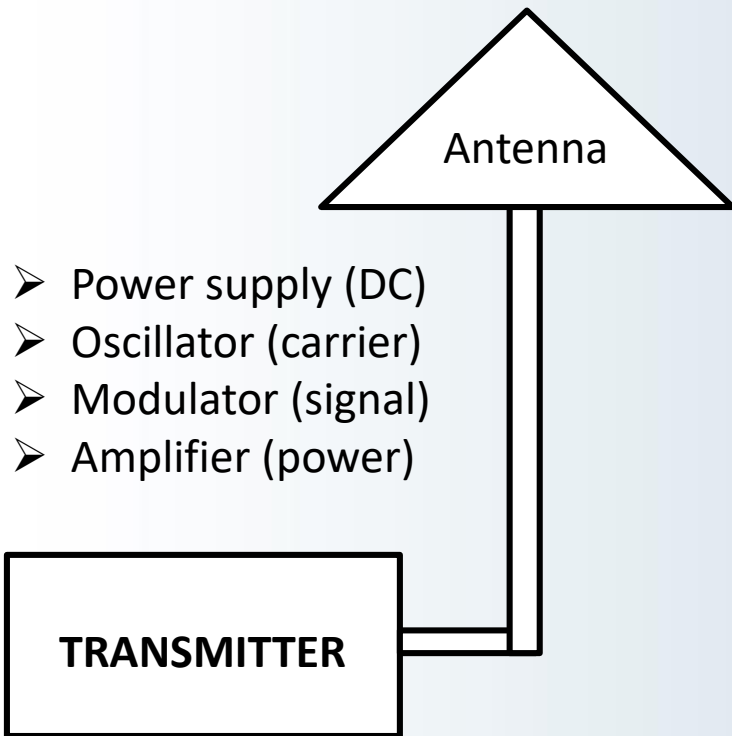 Antenna
➢ Power supply (DC)
➢ Oscillator (carrier)
➢ Modulator (signal)
➢ Amplifier (power)
TRANSMITTER